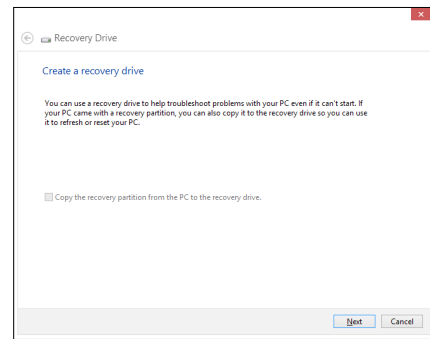 Recovery Drive
Create a recovery drive
You can use a recovery drive to help troubleshoot problems with your PC even if it can't start. If
your PC came with a recovery partition, you can also copy it to the recovery drive so you can use
it to refresh or reset your PC.
Copy the recovery partition from the PC to the recovery drive.
Next Cancel